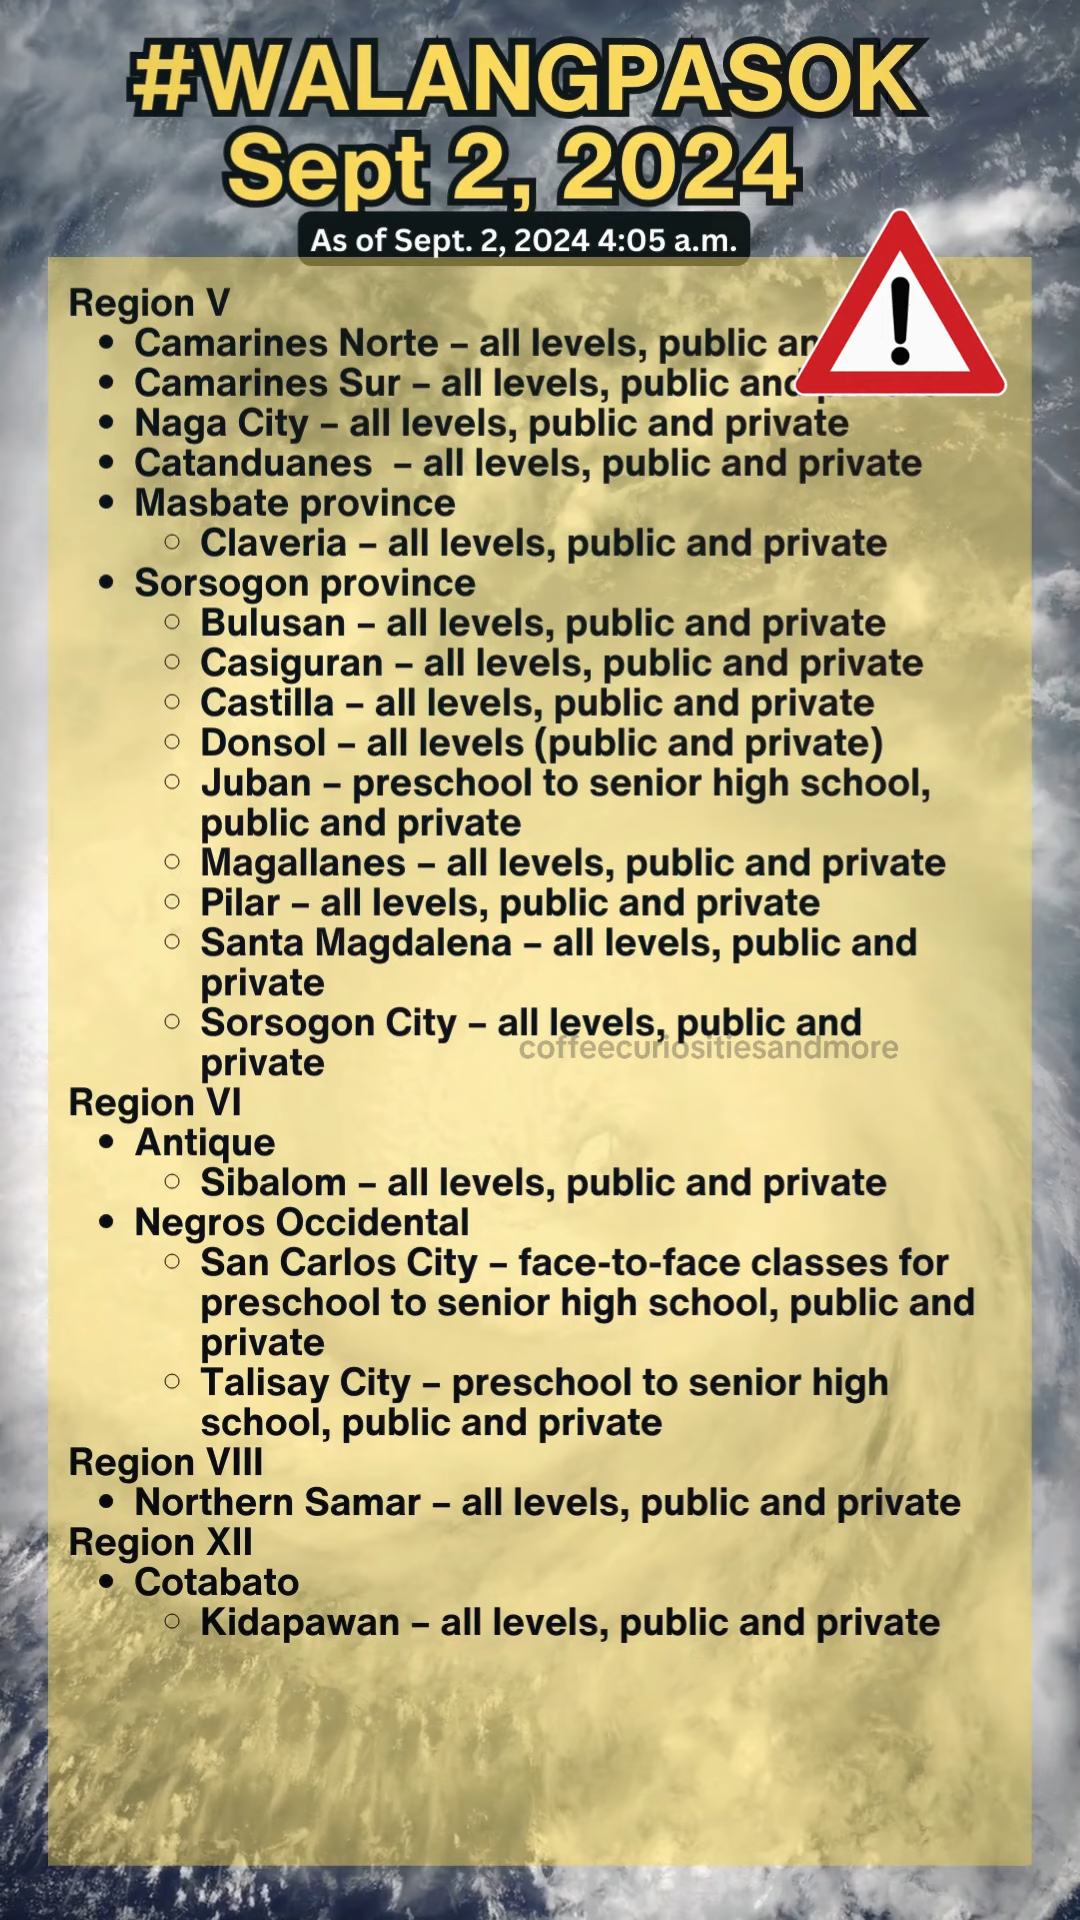 #WALANGPASOK
Sept 2, 2024
As of Sept. 2, 2024 4:05 a.m.
Region V
• Camarines Norte – all levels, public
• Camarines Sur – all levels, public and
• Naga City – all levels, public and private
• Catanduanes – all levels, public and private
• Masbate province
○ Claveria – all levels, public and private
• Sorsogon province
○ Bulusan – all levels, public and private
○ Casiguran – all levels, public and private
○ Castilla – all levels, public and private
○ Donsol – all levels (public and private)
○ Juban – preschool to senior high school,
public and private
○ Magallanes – all levels, public and private
○ Pilar – all levels, public and private
○ Santa Magdalena – all levels, public and
private
○ Sorsogon City – all levels, public and
coffeecuriositiesandmore
private
Region VI
• Antique
○ Sibalom – all levels, public and private
• Negros Occidental
○ San Carlos City – face-to-face classes for
preschool to senior high school, public and
private
○ Talisay City – preschool to senior high
school, public and private
Region VIII
• Northern Samar – all levels, public and private
Region XII
• Cotabato
○ Kidapawan – all levels, public and private